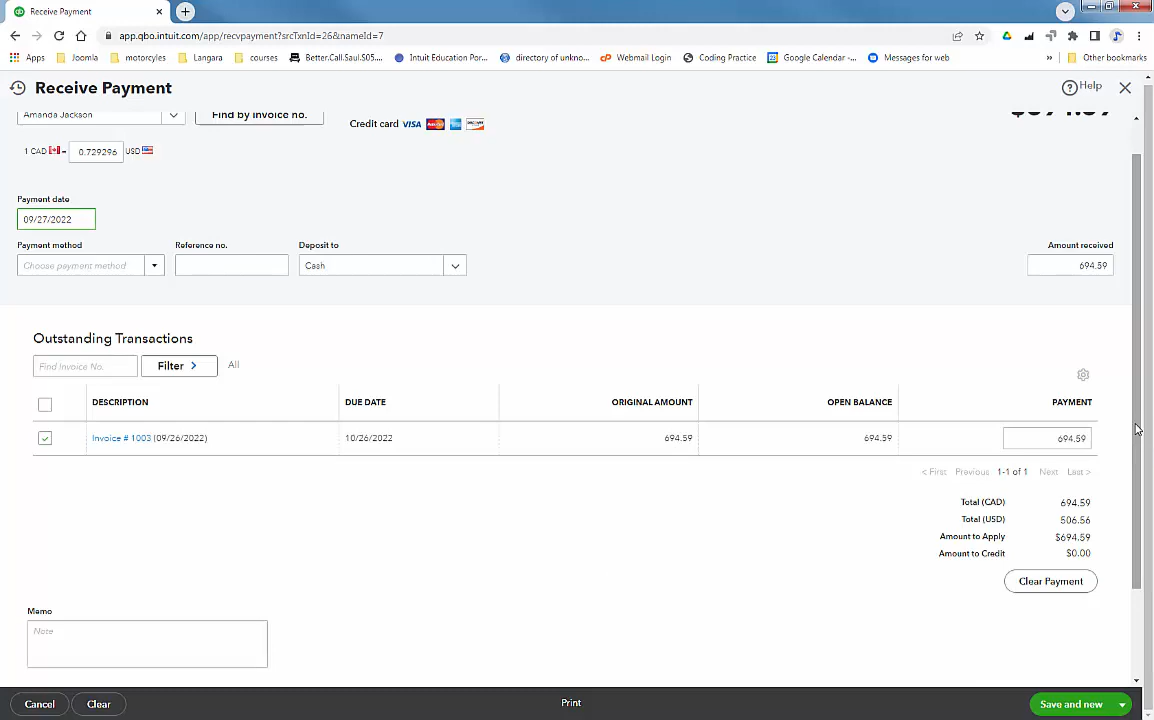 Receive Payment
app.qbo.intuit.com/app/recvpayment?srcTxnId=26&nameId=7
Apps Joomla motorcyles Langara courses Better.Call.Saul.S05.... Intuit Education Por... directory of unkno... Webmail Login Coding Practice Google Calendar -... Messages for web » Other bookmarks
Receive Payment Help
Amanda Jackson Find by invoice no. Credit card VISA
1 CAD = 0.729296 USD
Payment date
09/27/2022
Payment method Reference no. Deposit to Amount received
Choose payment method Cash 694.59
Outstanding Transactions
Find Invoice No. Filter > All
DESCRIPTION DUE DATE ORIGINAL AMOUNT OPEN BALANCE PAYMENT
Invoice # 1003 (09/26/2022) 10/26/2022 694.59 694.59 694.59
< First Previous 1-1 of 1 Next Last >
Total (CAD) 694.59
Total (USD) 506.56
Amount to Apply $694.59
Amount to Credit $0.00
Clear Payment
Memo
Note
Cancel Clear Print Save and new